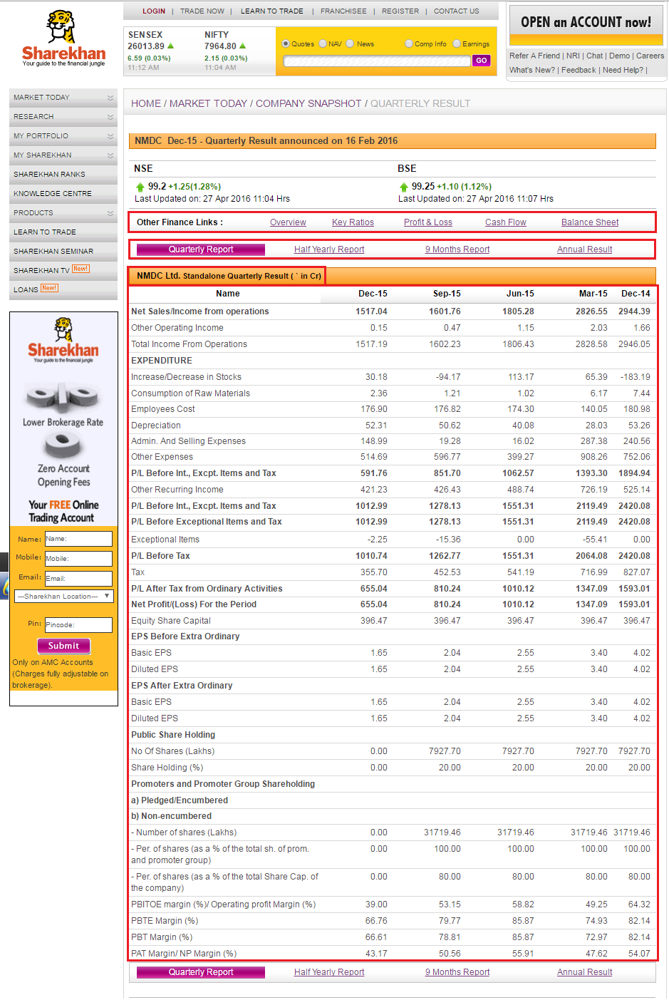 Sharekhan
Your guide to the financial jungle
LOGIN | TRADE NOW | LEARN TO TRADE | FRANCHISEE | REGISTER | CONTACT US
SENSEX NIFTY
26013.89 7964.80
6.59 (0.03%) 2.15 (0.03%)
11:12 AM 11:04 AM
Quotes NAV News Comp Info Earnings
GO
OPEN an ACCOUNT now!
Refer A Friend | NRI | Chat | Demo | Careers
What's New? | Feedback | Need Help? |
MARKET TODAY
RESEARCH
MY PORTFOLIO
MY SHAREKHAN
SHAREKHAN RANKS
KNOWLEDGE CENTRE
PRODUCTS
LEARN TO TRADE
SHAREKHAN SEMINAR
SHAREKHAN TV New!
LOANS New!
Sharekhan
Your guide to the financial jungle
Lower Brokerage Rate
Zero Account
Opening Fees
Your FREE Online
Trading Account
Name: Name:
Mobile: Mobile:
Email: Email:
---Sharekhan Location---
Pin: Pincode:
Submit
Only on AMC Accounts
(Charges fully adjustable on
brokerage).
HOME / MARKET TODAY / COMPANY SNAPSHOT / QUARTERLY RESULT
NMDC Dec-15 - Quarterly Result announced on 16 Feb 2016
NSE BSE
99.2 +1.25(1.28%) 99.25 +1.10 (1.12%)
Last Updated on: 27 Apr 2016 11:04 Hrs Last Updated on: 27 Apr 2016 11:07 Hrs
Other Finance Links : Overview Key Ratios Profit & Loss Cash Flow Balance Sheet
Quarterly Report Half Yearly Report 9 Months Report Annual Result
NMDC Ltd. Standalone Quarterly Result ( ` in Cr)
Name Dec-15 Sep-15 Jun-15 Mar-15 Dec-14
Net Sales/Income from operations 1517.04 1601.76 1805.28 2826.55 2944.39
Other Operating Income 0.15 0.47 1.15 2.03 1.66
Total Income From Operations 1517.19 1602.23 1806.43 2828.58 2946.05
EXPENDITURE
Increase/Decrease in Stocks 30.18 -94.17 113.17 65.39 -183.19
Consumption of Raw Materials 2.36 1.21 1.02 6.17 7.44
Employees Cost 176.90 176.82 174.30 140.05 180.98
Depreciation 52.31 50.62 40.08 28.03 53.26
Admin. And Selling Expenses 148.99 19.28 16.02 287.38 240.56
Other Expenses 514.69 596.77 399.27 908.26 752.06
P/L Before Int., Excpt. Items and Tax 591.76 851.70 1062.57 1393.30 1894.94
Other Recurring Income 421.23 426.43 488.74 726.19 525.14
P/L Before Int., Excpt. Items and Tax 1012.99 1278.13 1551.31 2119.49 2420.08
P/L Before Exceptional Items and Tax 1012.99 1278.13 1551.31 2119.49 2420.08
Exceptional Items -2.25 -15.36 0.00 -55.41 0.00
P/L Before Tax 1010.74 1262.77 1551.31 2064.08 2420.08
Tax 355.70 452.53 541.19 716.99 827.07
P/L After Tax from Ordinary Activities 655.04 810.24 1010.12 1347.09 1593.01
Net Profit/(Loss) For the Period 655.04 810.24 1010.12 1347.09 1593.01
Equity Share Capital 396.47 396.47 396.47 396.47 396.47
EPS Before Extra Ordinary
Basic EPS 1.65 2.04 2.55 3.40 4.02
Diluted EPS 1.65 2.04 2.55 3.40 4.02
EPS After Extra Ordinary
Basic EPS 1.65 2.04 2.55 3.40 4.02
Diluted EPS 1.65 2.04 2.55 3.40 4.02
Public Share Holding
No Of Shares (Lakhs) 0.00 7927.70 7927.70 7927.70 7927.70
Share Holding (%) 0.00 20.00 20.00 20.00 20.00
Promoters and Promoter Group Shareholding
a) Pledged/Encumbered
b) Non-encumbered
- Number of shares (Lakhs) 0.00 31719.46 31719.46 31719.46 31719.46
- Per. of shares (as a % of the total sh. of prom. 0.00 100.00 100.00 100.00 100.00
and promoter group)
- Per. of shares (as a % of the total Share Cap. of 0.00 80.00 80.00 80.00 80.00
the company)
PBITOE margin (%)/ Operating profit Margin (%) 39.00 53.15 58.82 49.25 64.32
PBTE Margin (%) 66.76 79.77 85.87 74.93 82.14
PBT Margin (%) 66.61 78.81 85.87 72.97 82.14
PAT Margin/ NP Margin (%) 43.17 50.56 55.91 47.62 54.07
Quarterly Report Half Yearly Report 9 Months Report Annual Result